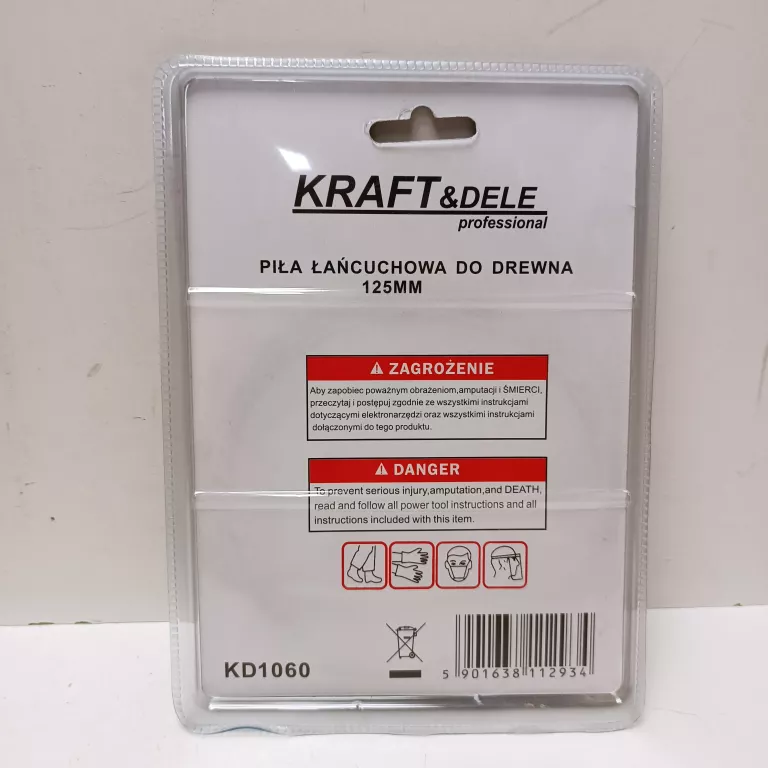 KRAFT&DELE
professional
PIŁA ŁAŃCUCHOWA DO DREWNA
125MM
ZAGROŻENIE
Aby zapobiec poważnym obrażeniom,amputacji i ŚMIERCI,
przeczytaj i postępuj zgodnie ze wszystkimi instrukcjami
dotyczącymi elektronarzędzi oraz wszystkimi instrukcjami
dołączonymi do tego produktu.
DANGER
To prevent serious injury,amputation,and DEATH,
read and follow all power tool instructions and all
instructions included with this item.
KD1060
5 901638 112934